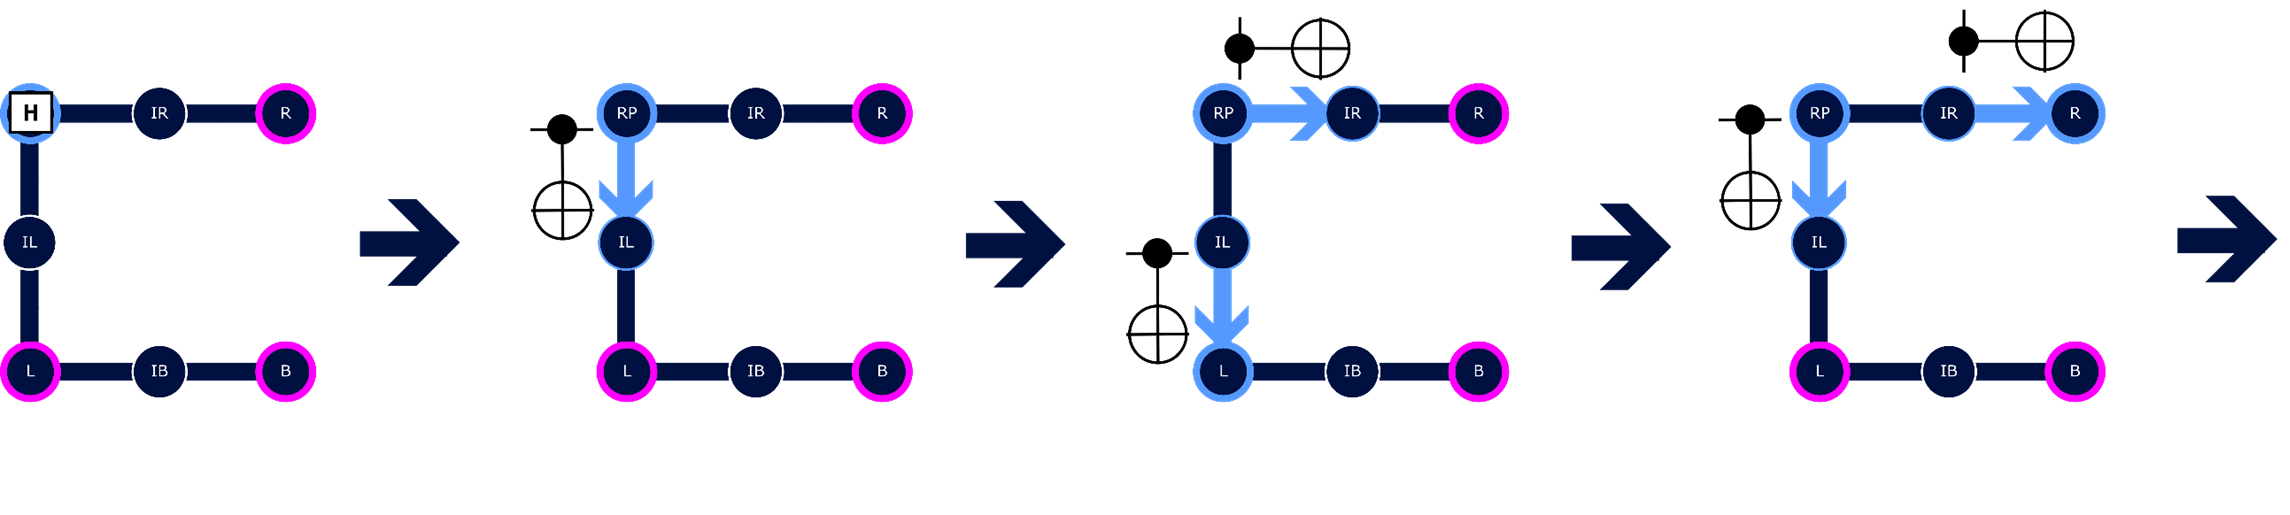 H IR R RP IR R RP IR R RP IR R
IL IL IL IL
L IB B L IB B L IB B L IB B